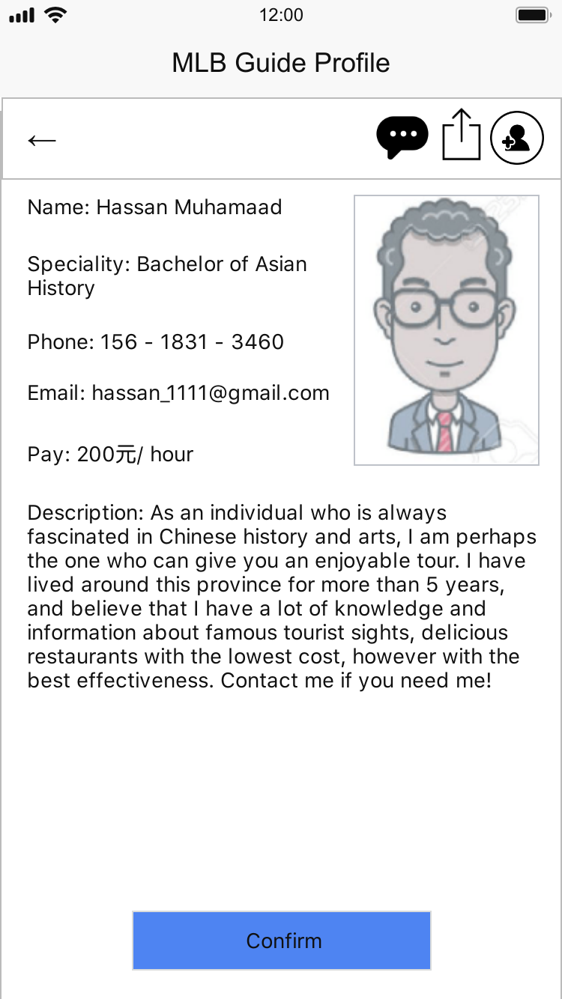 12:00
MLB Guide Profile
←
Name: Hassan Muhamaad
Speciality: Bachelor of Asian
History
Phone: 156 - 1831 - 3460
Email: hassan_1111@gmail.com
Pay: 200元/ hour
Description: As an individual who is always
fascinated in Chinese history and arts, I am perhaps
the one who can give you an enjoyable tour. I have
lived around this province for more than 5 years,
and believe that I have a lot of knowledge and
information about famous tourist sights, delicious
restaurants with the lowest cost, however with the
best effectiveness. Contact me if you need me!
Confirm